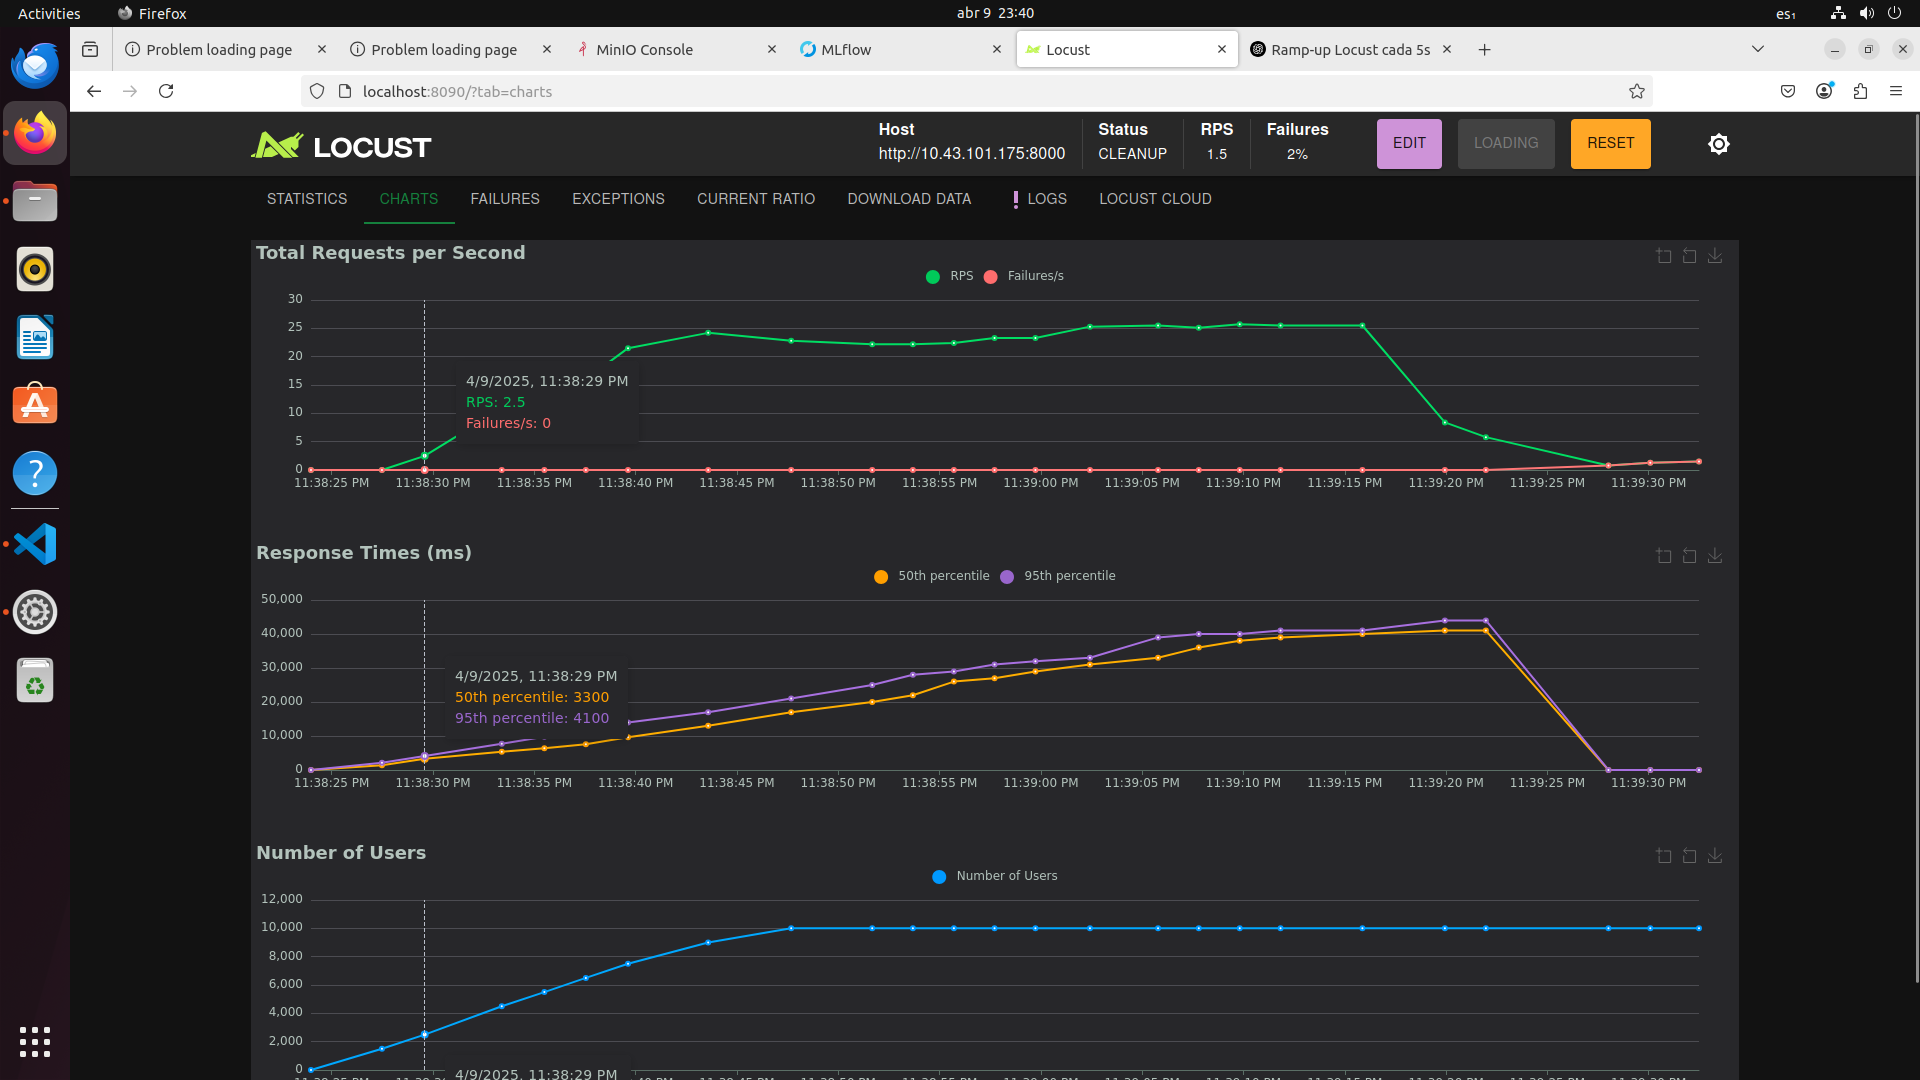 Activities
Firefox
abr 9 23:40
es₁
Problem loading page
Problem loading page
MinIO Console
MLflow
Locust
Ramp-up Locust cada 5s
localhost:8090/?tab=charts
LOCUST
Host
http://10.43.101.175:8000
Status
CLEANUP
RPS
1.5
Failures
2%
EDIT
LOADING
RESET
STATISTICS
CHARTS
FAILURES
EXCEPTIONS
CURRENT RATIO
DOWNLOAD DATA
LOGS
LOCUST CLOUD
Total Requests per Second
RPS
Failures/s
30
25
20
15
10
5
0
4/9/2025, 11:38:29 PM
RPS: 2.5
Failures/s: 0
11:38:25 PM
11:38:30 PM
11:38:35 PM
11:38:40 PM
11:38:45 PM
11:38:50 PM
11:38:55 PM
11:39:00 PM
11:39:05 PM
11:39:10 PM
11:39:15 PM
11:39:20 PM
11:39:25 PM
11:39:30 PM
Response Times (ms)
50th percentile
95th percentile
50,000
40,000
30,000
20,000
10,000
0
4/9/2025, 11:38:29 PM
50th percentile: 3300
95th percentile: 4100
11:38:25 PM
11:38:30 PM
11:38:35 PM
11:38:40 PM
11:38:45 PM
11:38:50 PM
11:38:55 PM
11:39:00 PM
11:39:05 PM
11:39:10 PM
11:39:15 PM
11:39:20 PM
11:39:25 PM
11:39:30 PM
Number of Users
Number of Users
12,000
10,000
8,000
6,000
4,000
2,000
0
4/9/2025, 11:38:29 PM